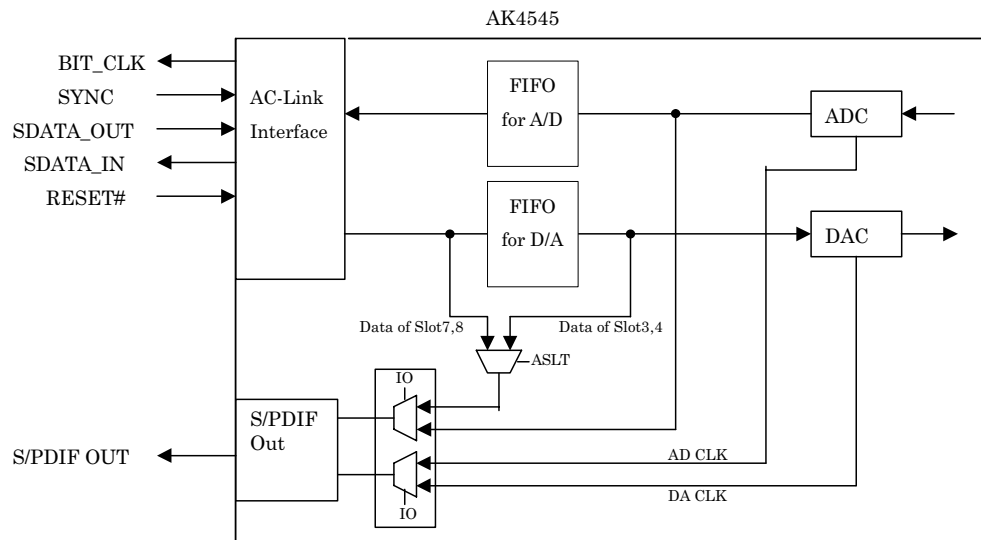 AK4545
BIT_CLK
SYNC
SDATA_OUT
SDATA_IN
RESET#
AC-Link
Interface
FIFO
for A/D
ADC
FIFO
for D/A
DAC
Data of Slot7,8
Data of Slot3,4
ASLT
IO
S/PDIF
Out
S/PDIF OUT
AD CLK
DA CLK
IO